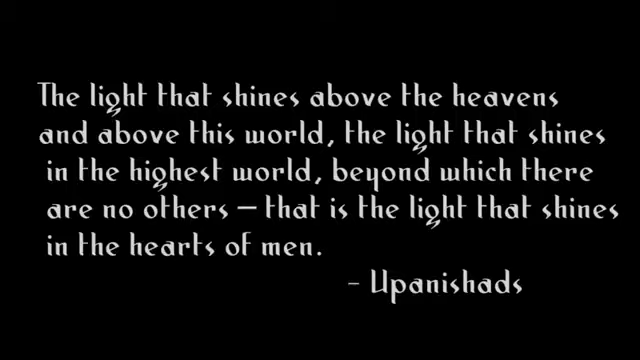 The light that shines above the heavens
and above this world, the light that shines
in the highest world, beyond which there
are no others – that is the light that shines
in the hearts of men.
- Upanishads